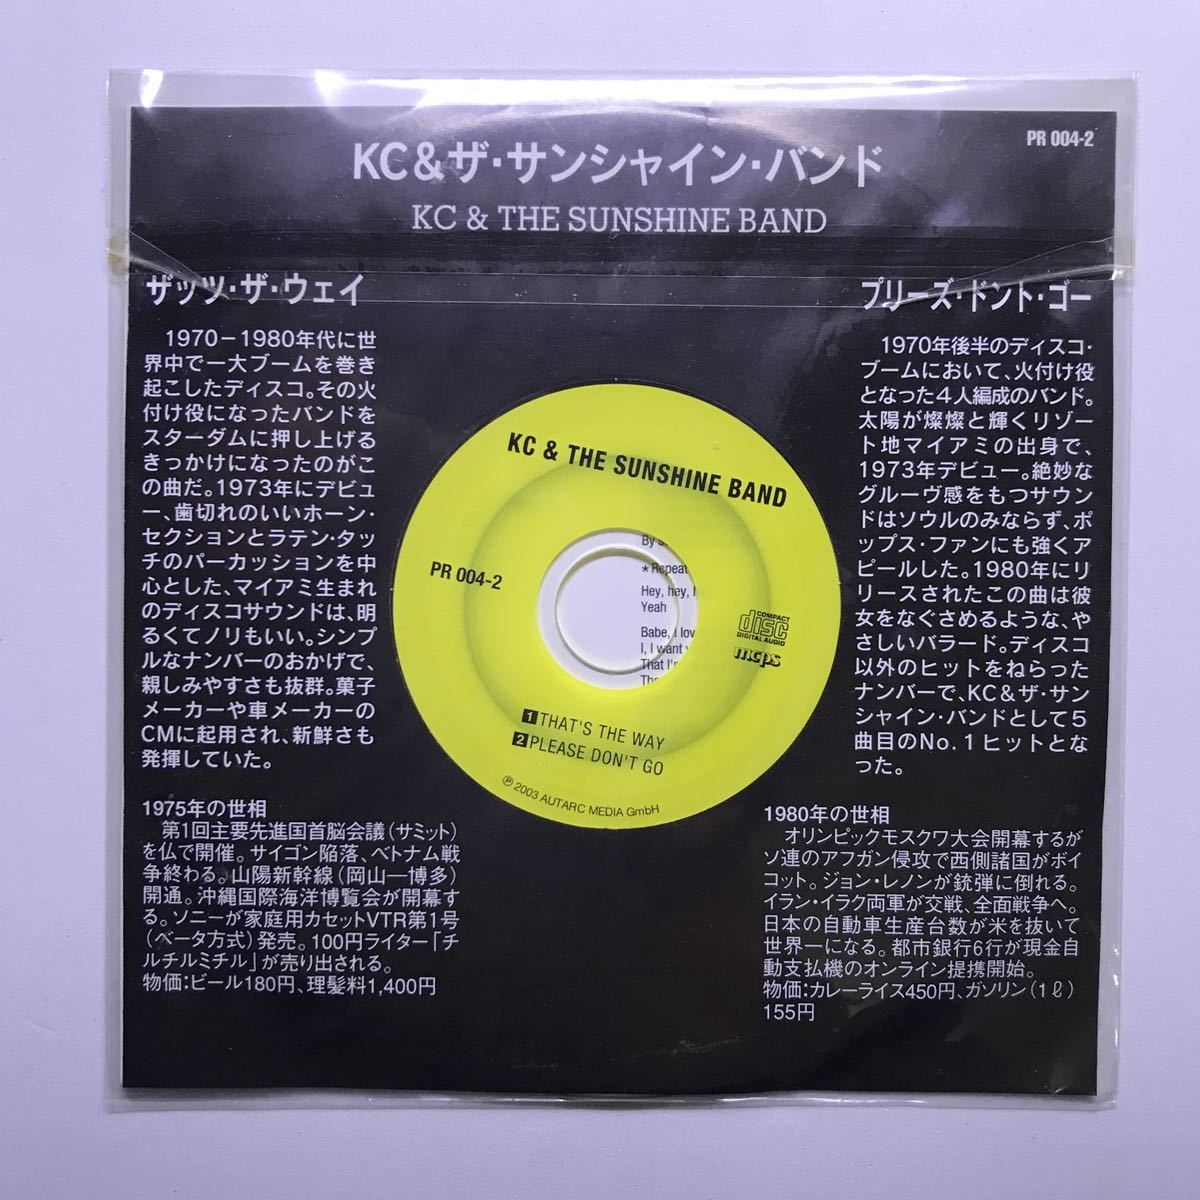 PR 004-2
KC&ザ・サンシャイン・バンド
KC & THE SUNSHINE BAND
ザッツ・ザ・ウェイ
1970-1980年代に世
界中で一大ブームを巻き
起こしたディスコ。その火
付け役になったバンドを
スターダムに押し上げる
きっかけになったのがこ
の曲だ。1973年にデビュ
ー、歯切れのいいホーン・
セクションとラテン・タッ
チのパーカッションを中
心とした、マイアミ生まれ
のディスコサウンドは、明
るくてノリもいい。シンプ
ルなナンバーのおかげで、
親しみやすさも抜群。菓子
メーカーや車メーカーの
CMに起用され、新鮮さも
発揮していた。
1975年の世相
第1回主要先進国首脳会議(サミット)
を仏で開催。サイゴン陥落、ベトナム戦
争終わる。山陽新幹線(岡山—博多)
開通。沖縄国際海洋博覧会が開幕す
る。ソニーが家庭用カセットVTR第1号
(ベータ方式)発売。100円ライター「チ
ルチルミチル」が売り出される。
物価:ビール180円、理髪料1,400円
プリーズ・ドント・ゴー
1970年後半のディスコ・
ブームにおいて、火付け役
となった4人編成のバンド。
太陽が燦燦と輝くリゾー
ト地マイアミの出身で、
1973年デビュー。絶妙な
グルーヴ感をもつサウン
ドはソウルのみならず、ポ
ップス・ファンにも強くア
ピールした。1980年にリ
リースされたこの曲は彼
女をなぐさめるような、や
さしいバラード。ディスコ
以外のヒットをねらった
ナンバーで、KC&ザ・サン
シャイン・バンドとして5
曲目のNo.1ヒットとな
った。
1980年の世相
オリンピックモスクワ大会開幕するが
ソ連のアフガン侵攻で西側諸国がボイ
コット。ジョン・レノンが銃弾に倒れる。
イラン・イラク両軍が交戦、全面戦争へ。
日本の自動車生産台数が米を抜いて
世界一になる。都市銀行6行が現金自
動支払機のオンライン提携開始。
物価:カレーライス450円、ガソリン(1ℓ)
155円
KC & THE SUNSHINE BAND
PR 004-2
By
*Repeat
Hey, hey,
Yeah
Babe, I lov
I, I want
That I'
The
COMPACT
disc
DIGITAL AUDIO
mcps
1 THAT'S THE WAY
2 PLEASE DON'T GO
℗ 2003 AUTARC MEDIA GmbH